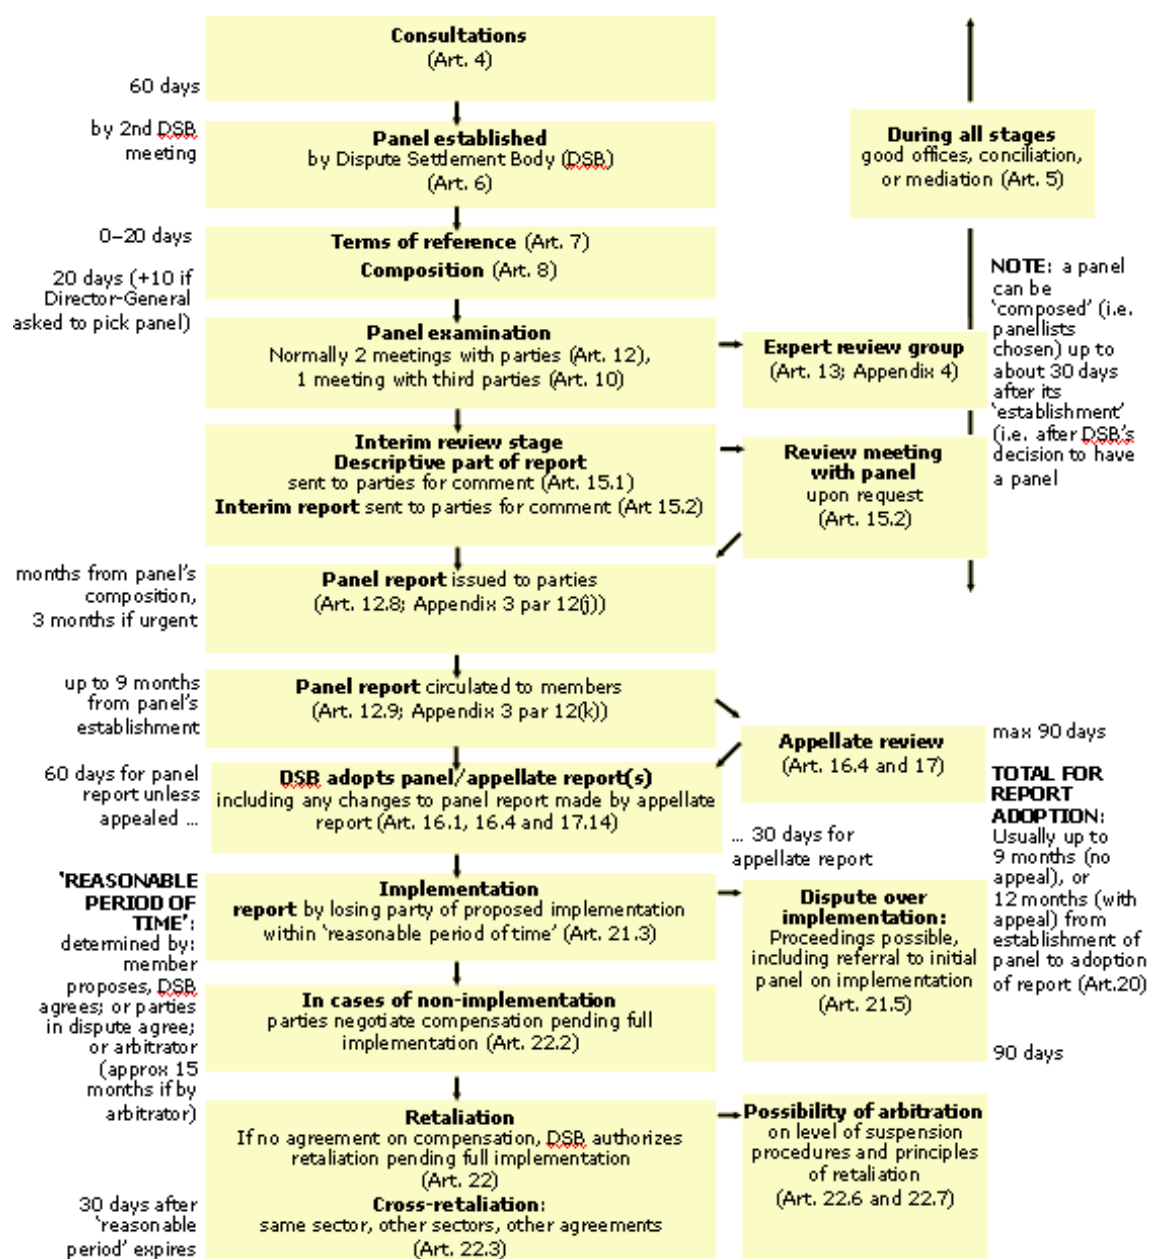 Consultations
(Art. 4)
60 days
by 2nd DSB
meeting
Panel established
by Dispute Settlement Body (DSB)
(Art. 6)
During all stages
good offices, conciliation,
or mediation (Art. 5)
0–20 days
Terms of reference (Art. 7)
Composition (Art. 8)
20 days (+10 if
Director-General
asked to pick panel)
NOTE: a panel
can be
‘composed’ (i.e.
panellists
chosen) up to
about 30 days
after its
‘establishment’
(i.e. after DSB’s
decision to have
a panel
Panel examination
Normally 2 meetings with parties (Art. 12),
1 meeting with third parties (Art. 10)
Expert review group
(Art. 13; Appendix 4)
Interim review stage
Descriptive part of report
sent to parties for comment (Art. 15.1)
Interim report sent to parties for comment (Art 15.2)
Review meeting
with panel
upon request
(Art. 15.2)
months from panel’s
composition,
3 months if urgent
Panel report issued to parties
(Art. 12.8; Appendix 3 par 12(j))
up to 9 months
from panel’s
establishment
Panel report circulated to members
(Art. 12.9; Appendix 3 par 12(k))
Appellate review
(Art. 16.4 and 17)
max 90 days
60 days for panel
report unless
appealed …
DSB adopts panel/appellate report(s)
including any changes to panel report made by appellate
report (Art. 16.1, 16.4 and 17.14)
… 30 days for
appellate report
TOTAL FOR
REPORT
ADOPTION:
Usually up to
9 months (no
appeal), or
12 months (with
appeal) from
establishment of
panel to adoption
of report (Art.20)
‘REASONABLE
PERIOD OF
TIME’:
determined by:
member
proposes, DSB
agrees; or parties
in dispute agree;
or arbitrator
(approx 15
months if by
arbitrator)
Implementation
report by losing party of proposed implementation
within ‘reasonable period of time’ (Art. 21.3)
Dispute over
implementation:
Proceedings possible,
including referral to initial
panel on implementation
(Art. 21.5)
In cases of non-implementation
parties negotiate compensation pending full
implementation (Art. 22.2)
90 days
Retaliation
If no agreement on compensation, DSB authorizes
retaliation pending full implementation
(Art. 22)
Cross-retaliation:
same sector, other sectors, other agreements
(Art. 22.3)
Possibility of arbitration
on level of suspension
procedures and principles
of retaliation
(Art. 22.6 and 22.7)
30 days after
‘reasonable
period’ expires